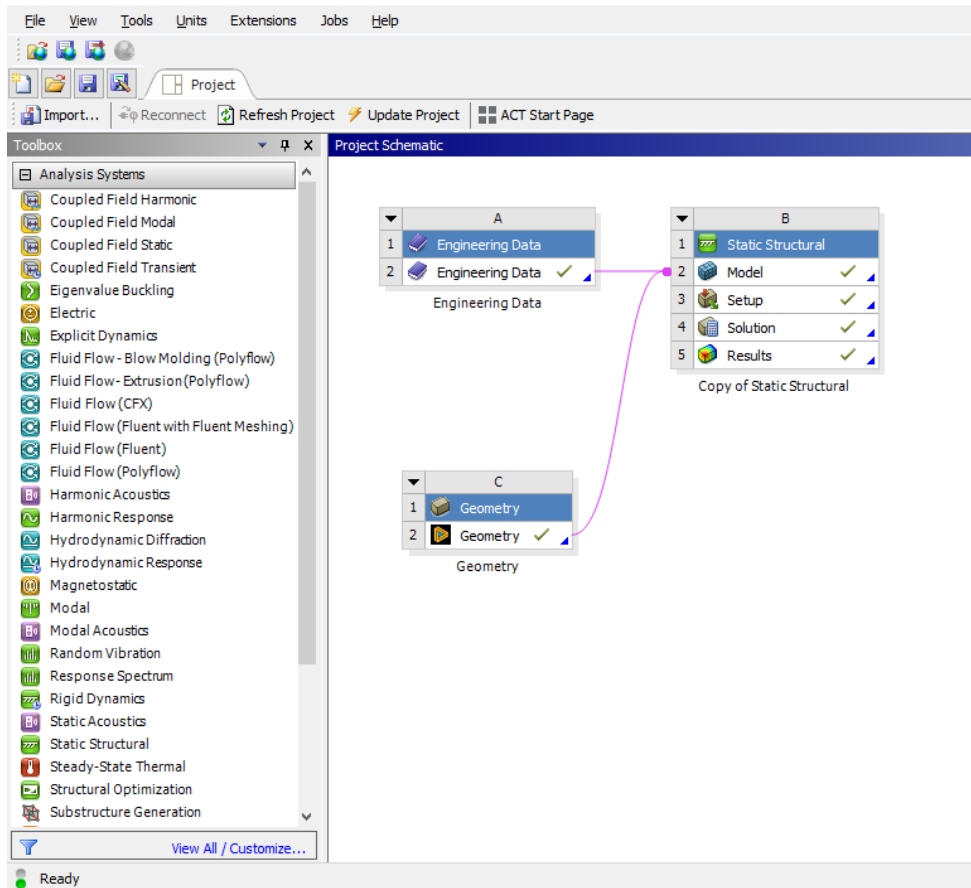 File View Tools Units Extensions Jobs Help
Project
Import... Reconnect Refresh Project Update Project ACT Start Page
Toolbox
Analysis Systems
Coupled Field Harmonic
Coupled Field Modal
Coupled Field Static
Coupled Field Transient
Eigenvalue Buckling
Electric
Explicit Dynamics
Fluid Flow - Blow Molding (Polyflow)
Fluid Flow - Extrusion (Polyflow)
Fluid Flow (CFX)
Fluid Flow (Fluent with Fluent Meshing)
Fluid Flow (Fluent)
Fluid Flow (Polyflow)
Harmonic Acoustics
Harmonic Response
Hydrodynamic Diffraction
Hydrodynamic Response
Magnetostatic
Modal
Modal Acoustics
Random Vibration
Response Spectrum
Rigid Dynamics
Static Acoustics
Static Structural
Steady-State Thermal
Structural Optimization
Substructure Generation
View All / Customize...
Project Schematic
A
1 Engineering Data
2 Engineering Data
Engineering Data
B
1 Static Structural
2 Model
3 Setup
4 Solution
5 Results
Copy of Static Structural
C
1 Geometry
2 Geometry
Geometry
Ready